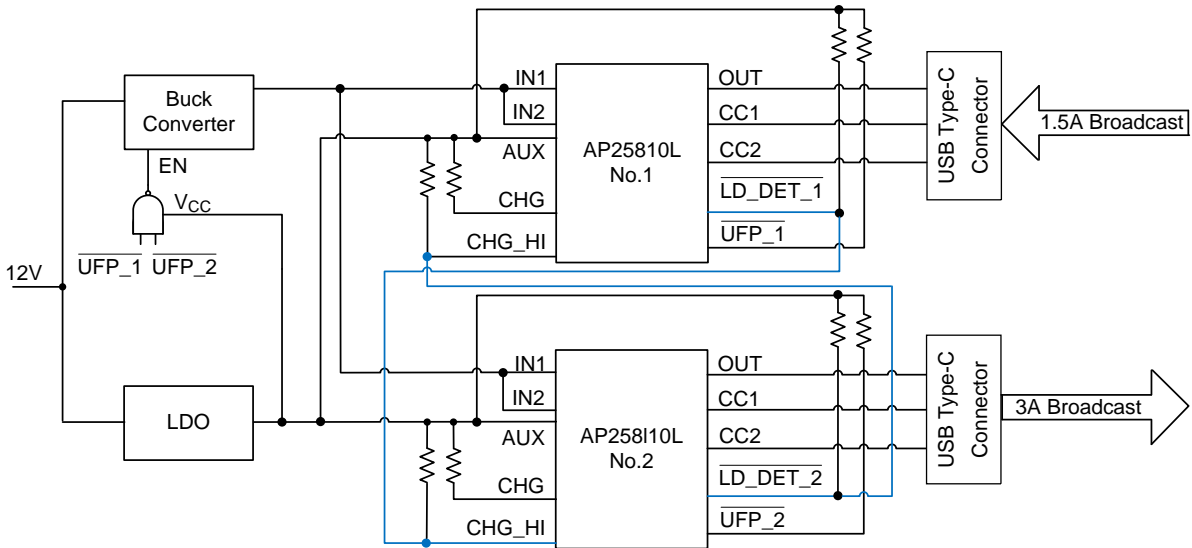 Buck
Converter
EN
VCC
UFP_1 UFP_2
12V
LDO
IN1
IN2
AUX
CHG
CHG_HI
AP25810L
No.1
OUT
CC1
CC2
LD_DET_1
UFP_1
USB Type-C
Connector
1.5A Broadcast
IN1
IN2
AUX
CHG
CHG_HI
AP258I10L
No.2
OUT
CC1
CC2
LD_DET_2
UFP_2
USB Type-C
Connector
3A Broadcast